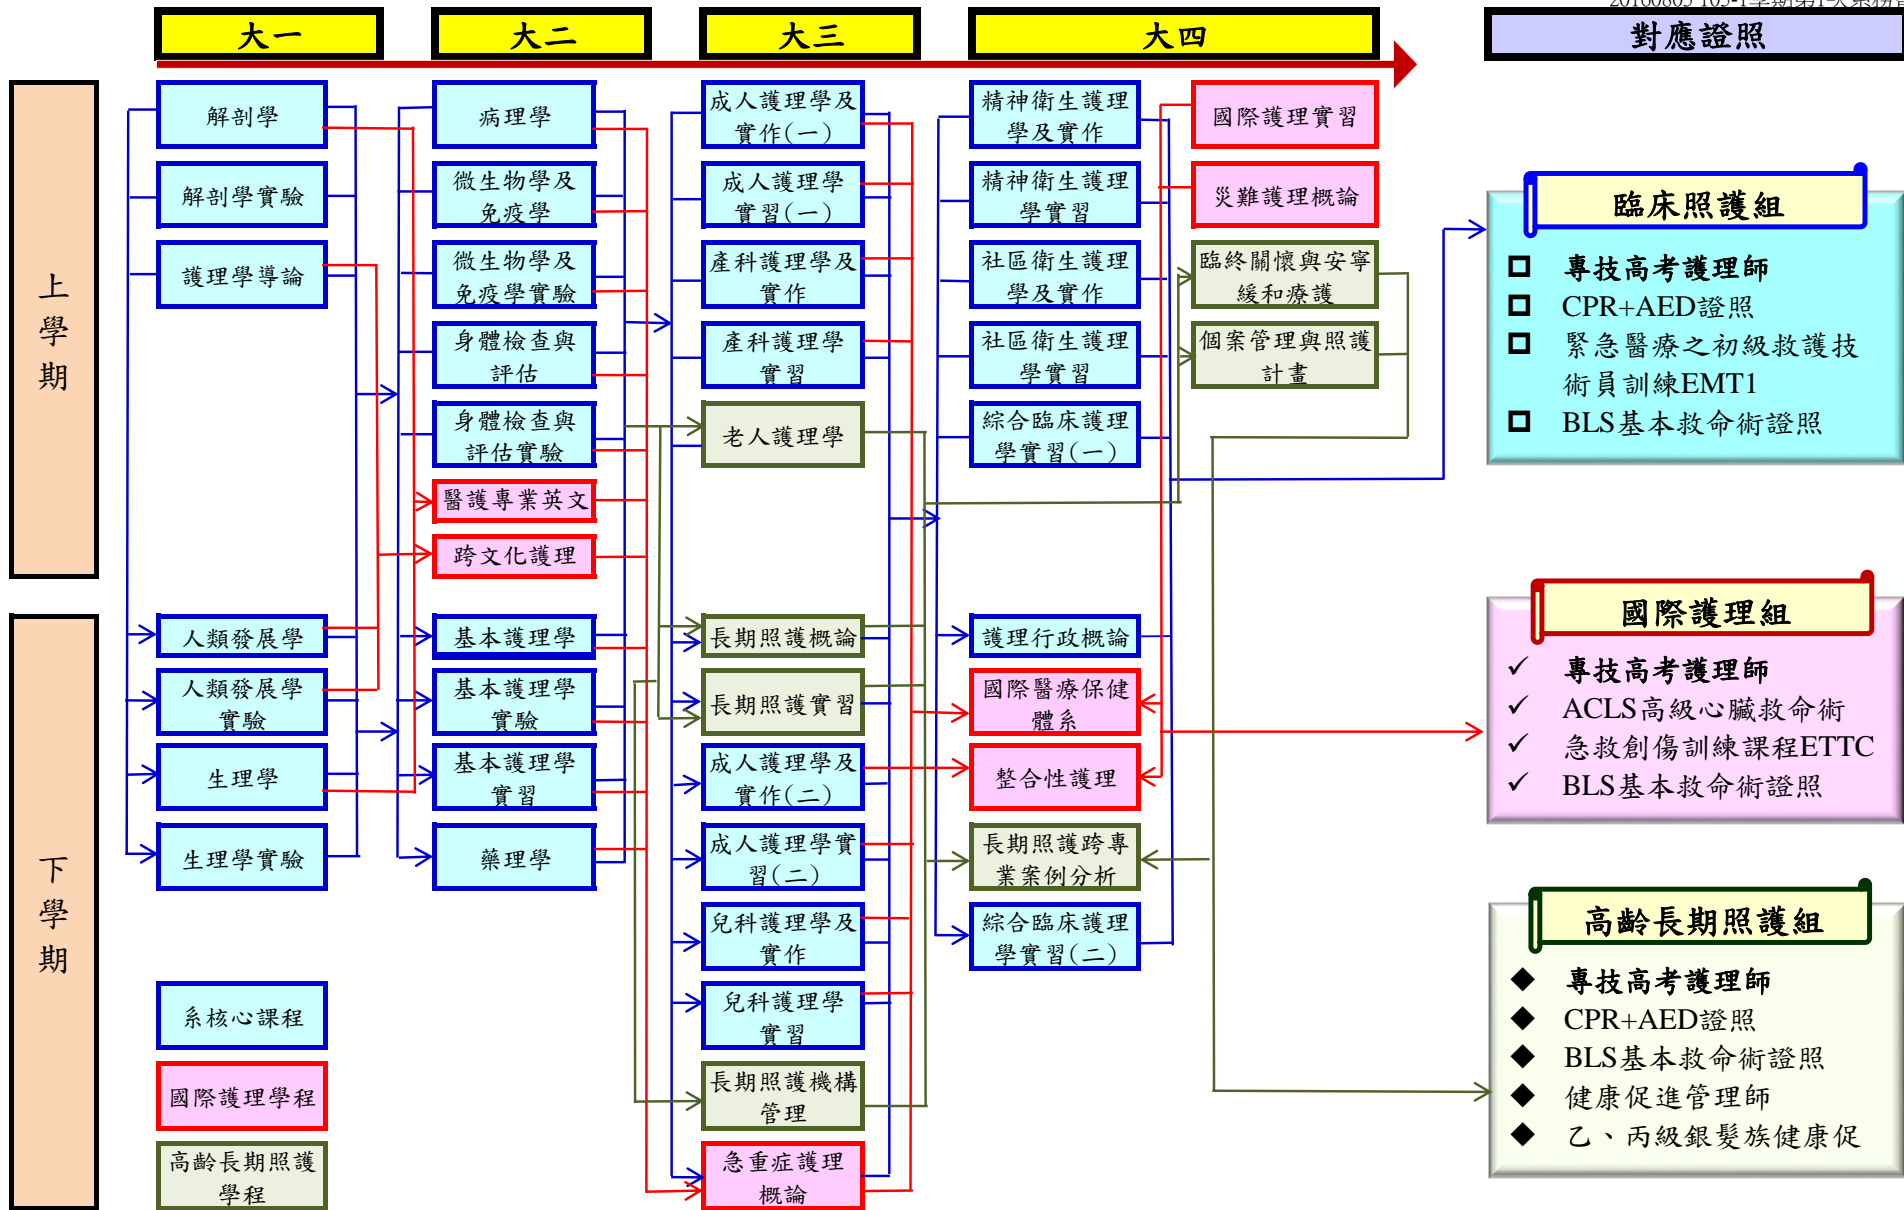 20160805 105-1學期第1次系務會
大一
大二
大三
大四
對應證照
上
學
期
解剖學
解剖學實驗
護理學導論
病理學
微生物學及
免疫學
微生物學及
免疫學實驗
身體檢查與
評估
身體檢查與
評估實驗
醫護專業英文
跨文化護理
成人護理學及
實作(一)
成人護理學
實習(一)
產科護理學及
實作
產科護理學
實習
老人護理學
精神衛生護理
學及實作
精神衛生護理
學實習
社區衛生護理
學及實作
社區衛生護理
學實習
綜合臨床護理
學實習(一)
國際護理實習
災難護理概論
臨終關懷與安寧
緩和療護
個案管理與照護
計畫
下
學
期
人類發展學
人類發展學
實驗
生理學
生理學實驗
基本護理學
基本護理學
實驗
基本護理學
實習
藥理學
長期照護概論
長期照護實習
成人護理學及
實作(二)
成人護理學實
習(二)
兒科護理學及
實作
兒科護理學
實習
長期照護機構
管理
急重症護理
概論
護理行政概論
國際醫療保健
體系
整合性護理
長期照護跨專
業案例分析
綜合臨床護理
學實習(二)
系核心課程
國際護理學程
高齡長期照護
學程
臨床照護組
專技高考護理師
CPR+AED證照
緊急醫療之初級救護技
術員訓練EMT1
BLS基本救命術證照
國際護理組
✓ 專技高考護理師
✓ ACLS高級心臟救命術
✓ 急救創傷訓練課程ETTC
✓ BLS基本救命術證照
高齡長期照護組
◆ 專技高考護理師
◆ CPR+AED證照
◆ BLS基本救命術證照
◆ 健康促進管理師
◆ 乙、丙級銀髮族健康促